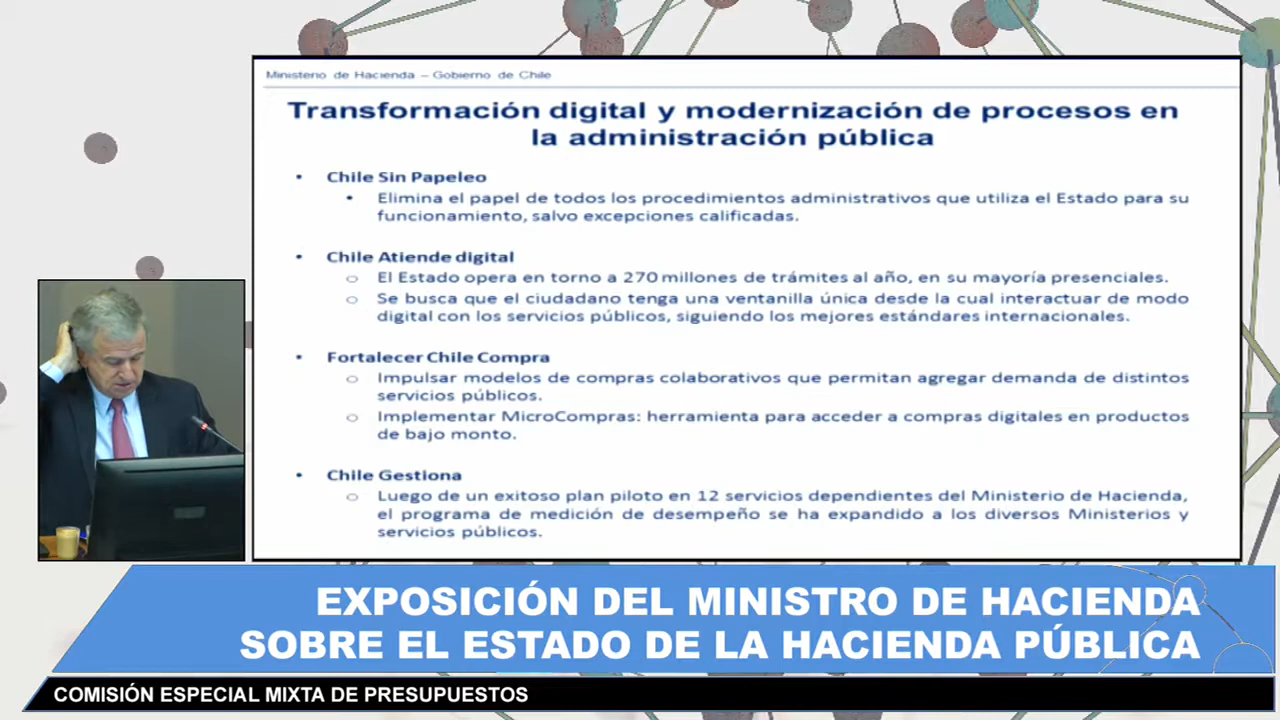 Ministerio de Hacienda – Gobierno de Chile
Transformación digital y modernización de procesos en
la administración pública
• Chile Sin Papeleo
• Elimina el papel de todos los procedimientos administrativos que utiliza el Estado para su
funcionamiento, salvo excepciones calificadas.
• Chile Atiende digital
○ El Estado opera en torno a 270 millones de trámites al año, en su mayoría presenciales.
○ Se busca que el ciudadano tenga una ventanilla única desde la cual interactuar de modo
digital con los servicios públicos, siguiendo los mejores estándares internacionales.
• Fortalecer Chile Compra
○ Impulsar modelos de compras colaborativos que permitan agregar demanda de distintos
servicios públicos.
○ Implementar MicroCompras: herramienta para acceder a compras digitales en productos
de bajo monto.
• Chile Gestiona
○ Luego de un exitoso plan piloto en 12 servicios dependientes del Ministerio de Hacienda,
el programa de medición de desempeño se ha expandido a los diversos Ministerios y
servicios públicos.
EXPOSICIÓN DEL MINISTRO DE HACIENDA
SOBRE EL ESTADO DE LA HACIENDA PÚBLICA
COMISIÓN ESPECIAL MIXTA DE PRESUPUESTOS